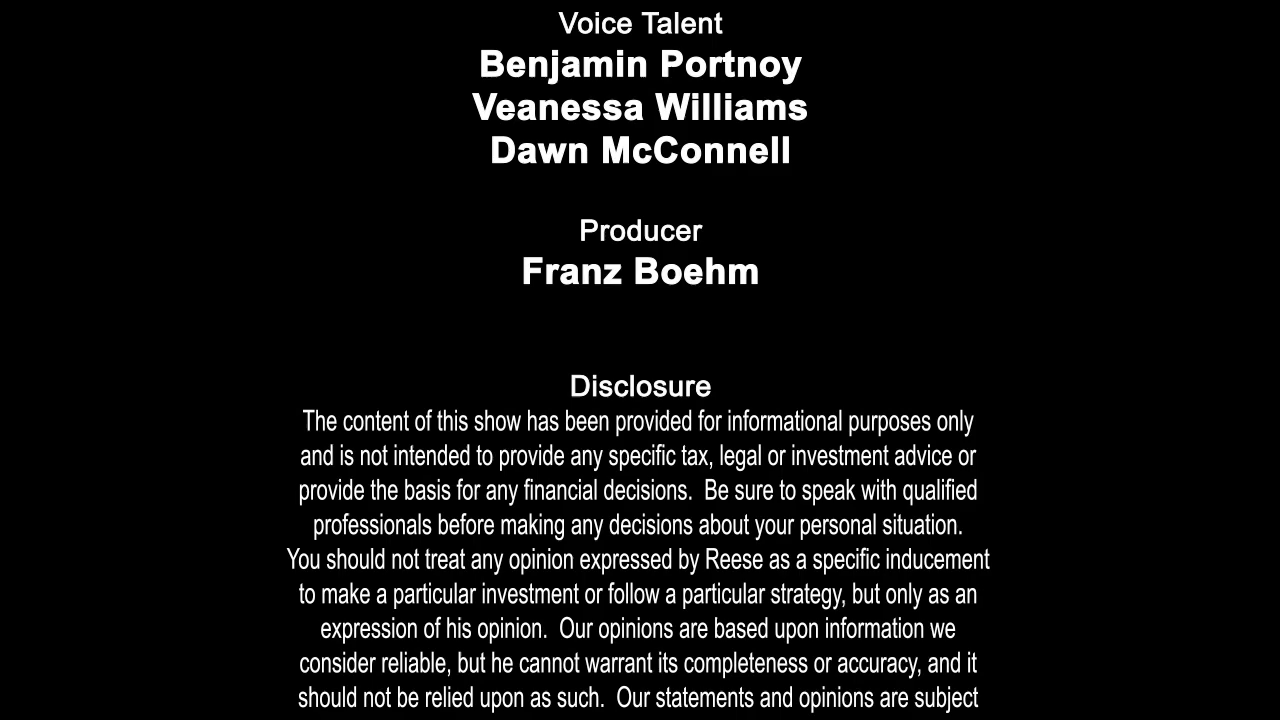 Voice Talent
Benjamin Portnoy
Veanessa Williams
Dawn McConnell
Producer
Franz Boehm
Disclosure
The content of this show has been provided for informational purposes only
and is not intended to provide any specific tax, legal or investment advice or
provide the basis for any financial decisions.  Be sure to speak with qualified
professionals before making any decisions about your personal situation.
You should not treat any opinion expressed by Reese as a specific inducement
to make a particular investment or follow a particular strategy, but only as an
expression of his opinion.  Our opinions are based upon information we
consider reliable, but he cannot warrant its completeness or accuracy, and it
should not be relied upon as such.  Our statements and opinions are subject